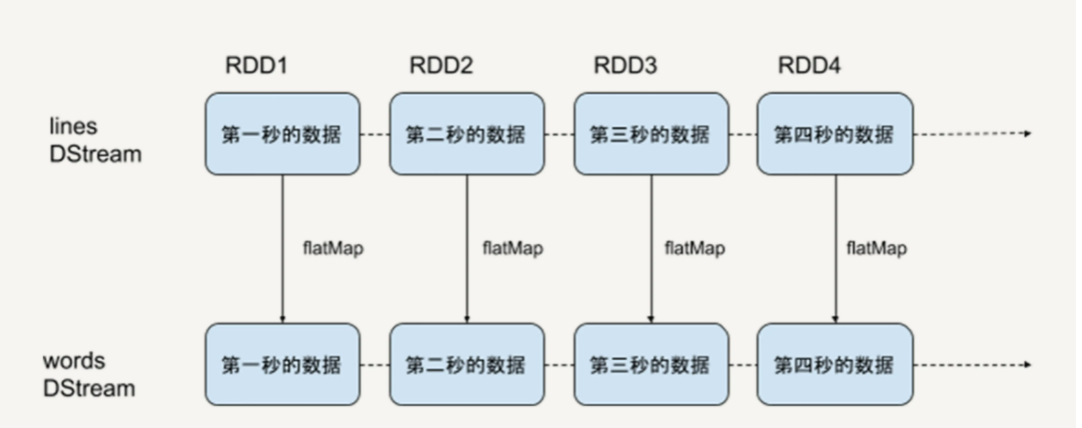 RDD1
RDD2
RDD3
RDD4
lines
DStream
第一秒的数据
第二秒的数据
第三秒的数据
第四秒的数据
flatMap
flatMap
flatMap
flatMap
words
DStream
第一秒的数据
第二秒的数据
第三秒的数据
第四秒的数据